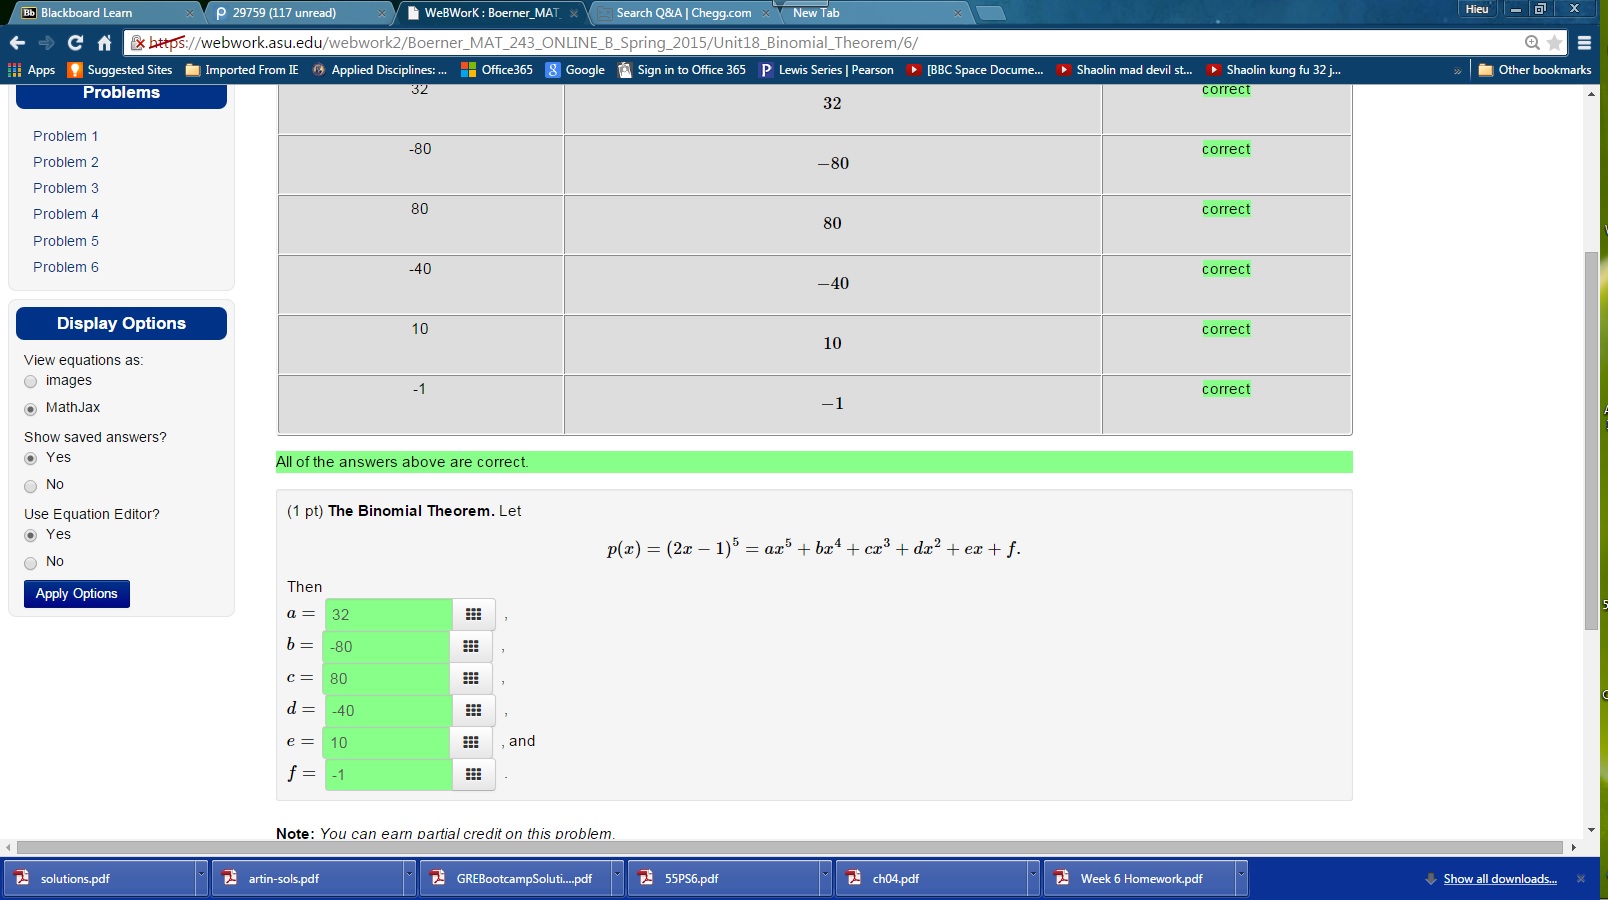 Blackboard Learn
29759 (117 unread)
WeBWorK : Boerner_MAT_
Search Q&A | Chegg.com
New Tab
Hieu
https://webwork.asu.edu/webwork2/Boerner_MAT_243_ONLINE_B_Spring_2015/Unit18_Binomial_Theorem/6/
Apps Suggested Sites Imported From IE Applied Disciplines: ... Office365 Google Sign in to Office 365 Lewis Series | Pearson [BBC Space Docume... Shaolin mad devil st... Shaolin kung fu 32 j... » Other bookmarks
Problems
Problem 1
Problem 2
Problem 3
Problem 4
Problem 5
Problem 6
Display Options
View equations as:
images
MathJax
Show saved answers?
Yes
No
Use Equation Editor?
Yes
No
Apply Options
32 32 correct
-80 −80 correct
80 80 correct
-40 −40 correct
10 10 correct
-1 −1 correct
All of the answers above are correct.
(1 pt) The Binomial Theorem. Let
p(x) = (2x − 1)^5 = ax^5 + bx^4 + cx^3 + dx^2 + ex + f.
Then
a = 32 ,
b = -80 ,
c = 80 ,
d = -40 ,
e = 10 , and
f = -1 .
Note: You can earn partial credit on this problem.
solutions.pdf
artin-sols.pdf
GREBootcampSoluti....pdf
55PS6.pdf
ch04.pdf
Week 6 Homework.pdf
Show all downloads...